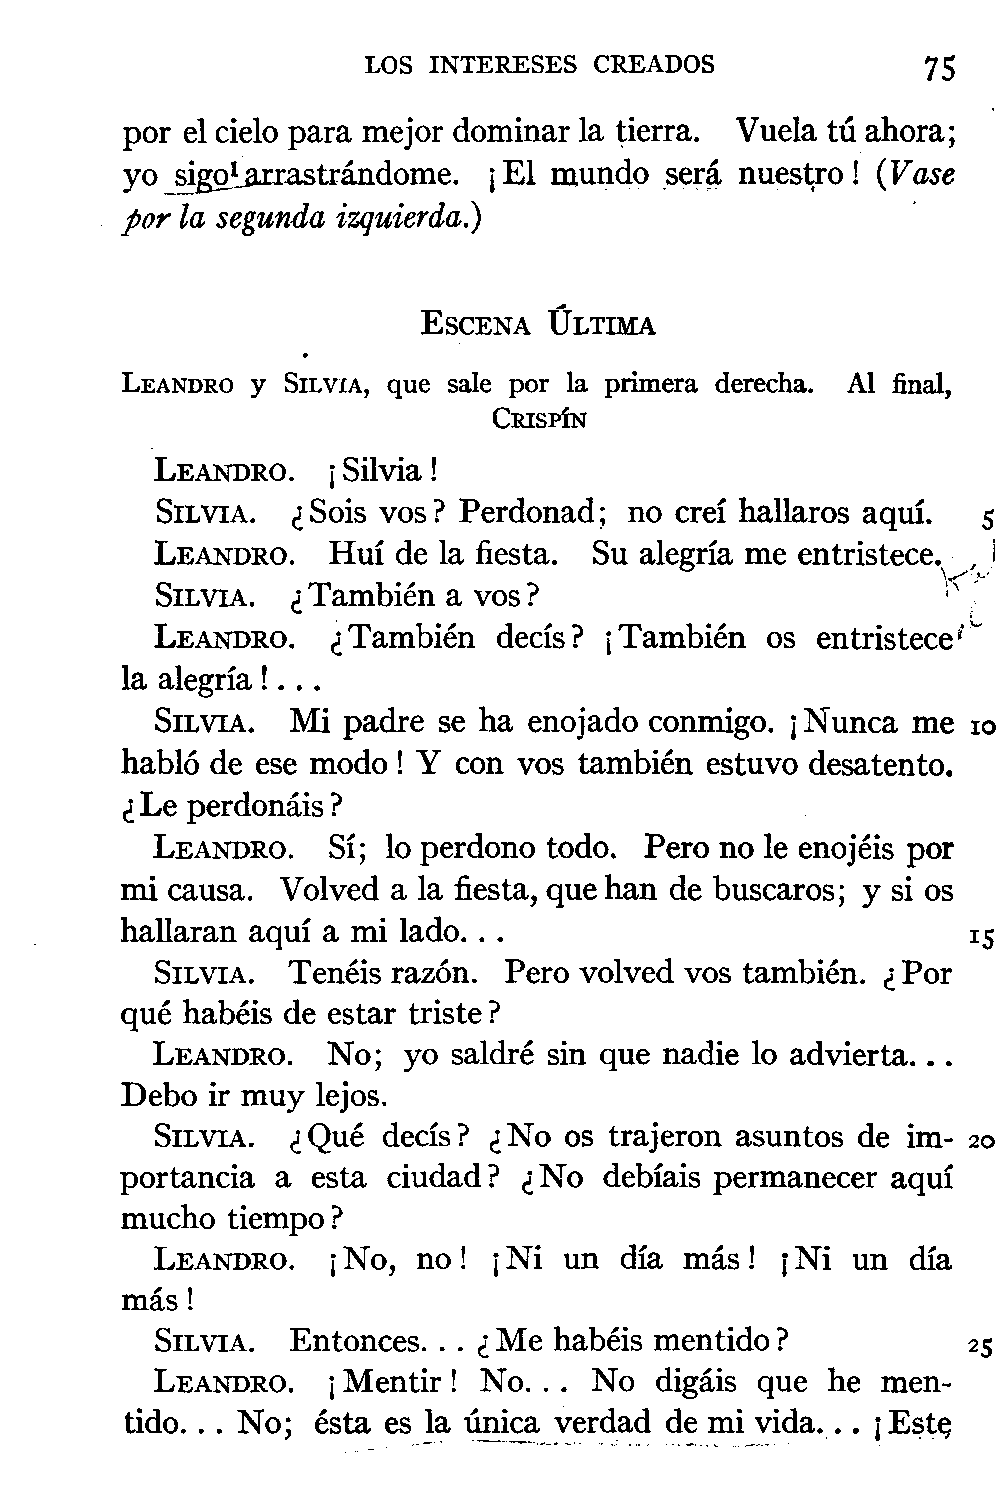 LOS INTERESES CREADOS 75
por el cielo para mejor dominar la tierra. Vuela tú ahora;
yo sigo¹ arrastrándome. ¡El mundo será nuestro! (Vase
por la segunda izquierda.)
ESCENA ÚLTIMA
LEANDRO y SILVIA, que sale por la primera derecha. Al final,
CRISPÍN
LEANDRO. ¡Silvia!
SILVIA. ¿Sois vos? Perdonad; no creí hallaros aquí. 5
LEANDRO. Huí de la fiesta. Su alegría me entristece.
SILVIA. ¿También a vos?
LEANDRO. ¿También decís? ¡También os entristece
la alegría!...
SILVIA. Mi padre se ha enojado conmigo. ¡Nunca me 10
habló de ese modo! Y con vos también estuvo desatento.
¿Le perdonáis?
LEANDRO. Sí; lo perdono todo. Pero no le enojéis por
mi causa. Volved a la fiesta, que han de buscaros; y si os
hallaran aquí a mi lado... 15
SILVIA. Tenéis razón. Pero volved vos también. ¿Por
qué habéis de estar triste?
LEANDRO. No; yo saldré sin que nadie lo advierta...
Debo ir muy lejos.
SILVIA. ¿Qué decís? ¿No os trajeron asuntos de im- 20
portancia a esta ciudad? ¿No debíais permanecer aquí
mucho tiempo?
LEANDRO. ¡No, no! ¡Ni un día más! ¡Ni un día
más!
SILVIA. Entonces... ¿Me habéis mentido? 25
LEANDRO. ¡Mentir! No... No digáis que he men-
tido... No; ésta es la única verdad de mi vida... ¡Este